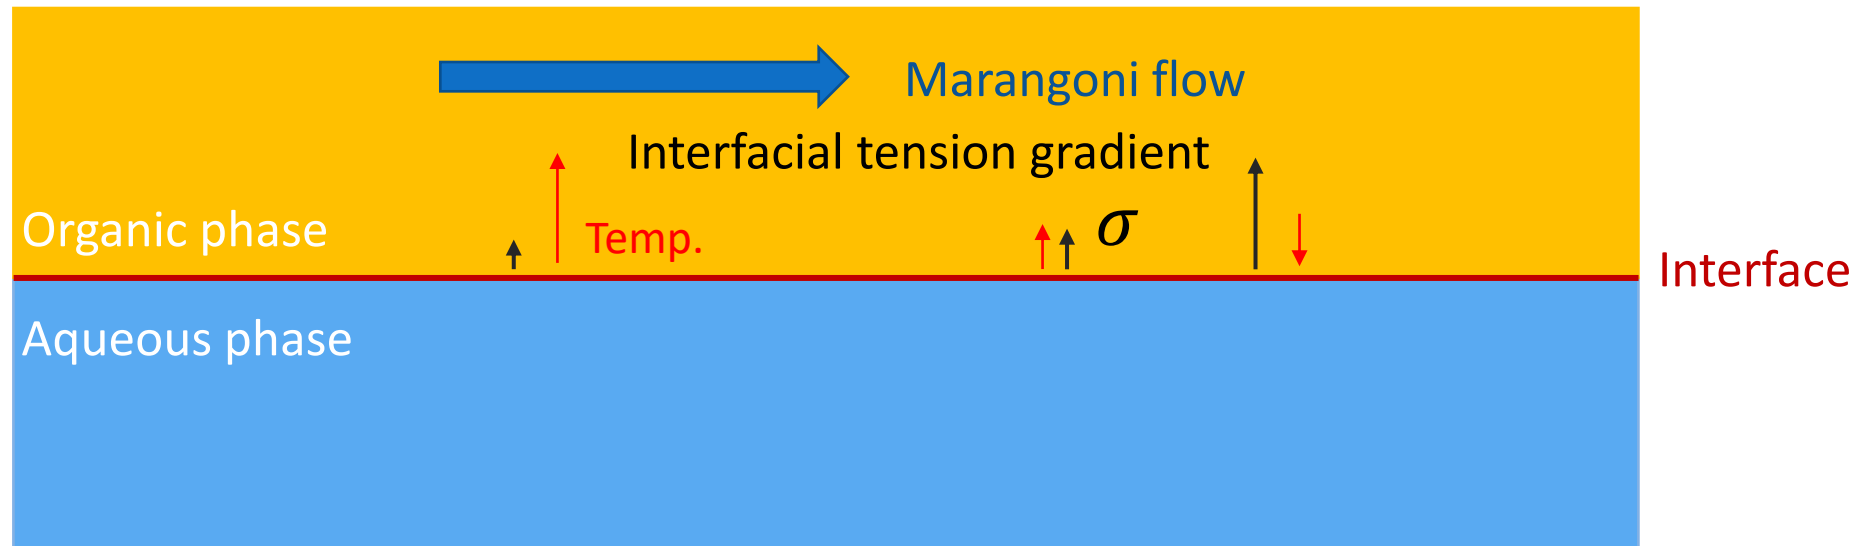 Marangoni flow
Interfacial tension gradient
Organic phase
Temp.
σ
Interface
Aqueous phase